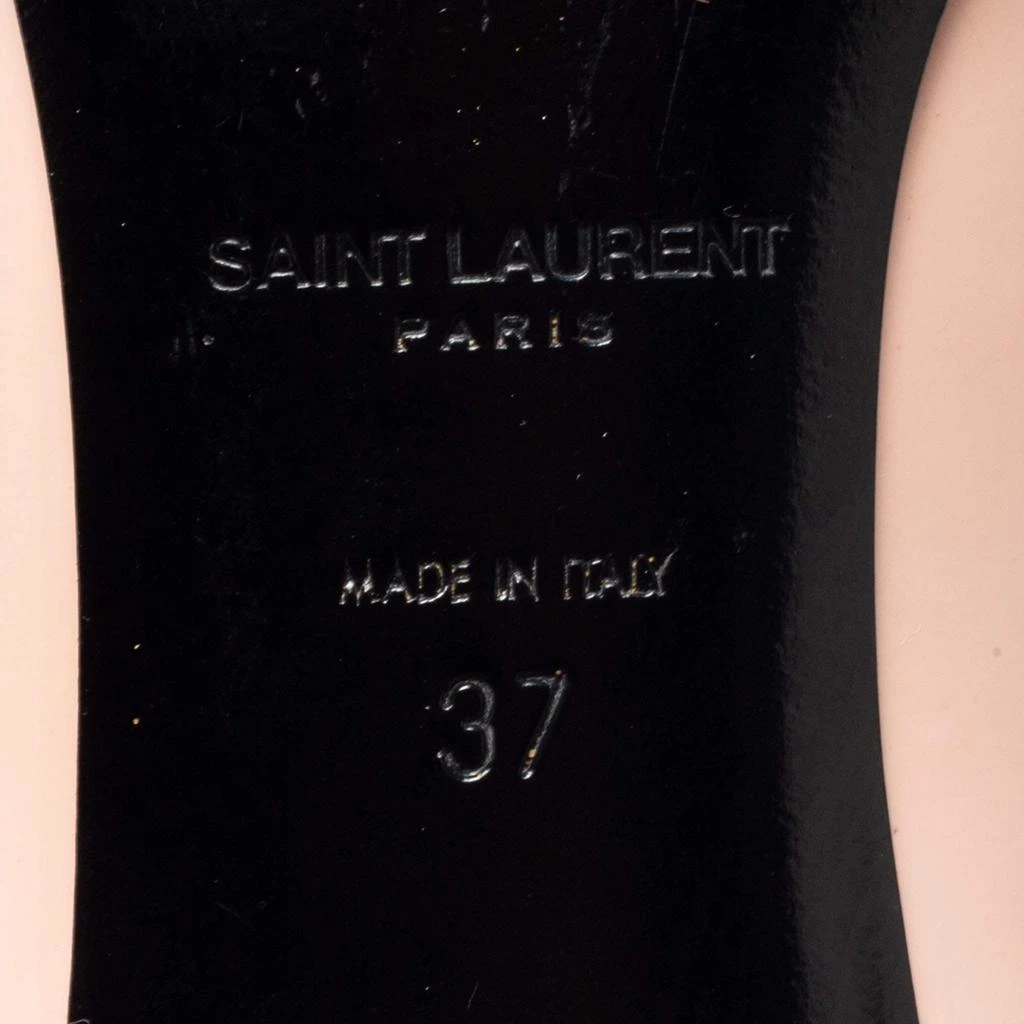 SAINT LAURENT
PARIS
MADE IN ITALY
37